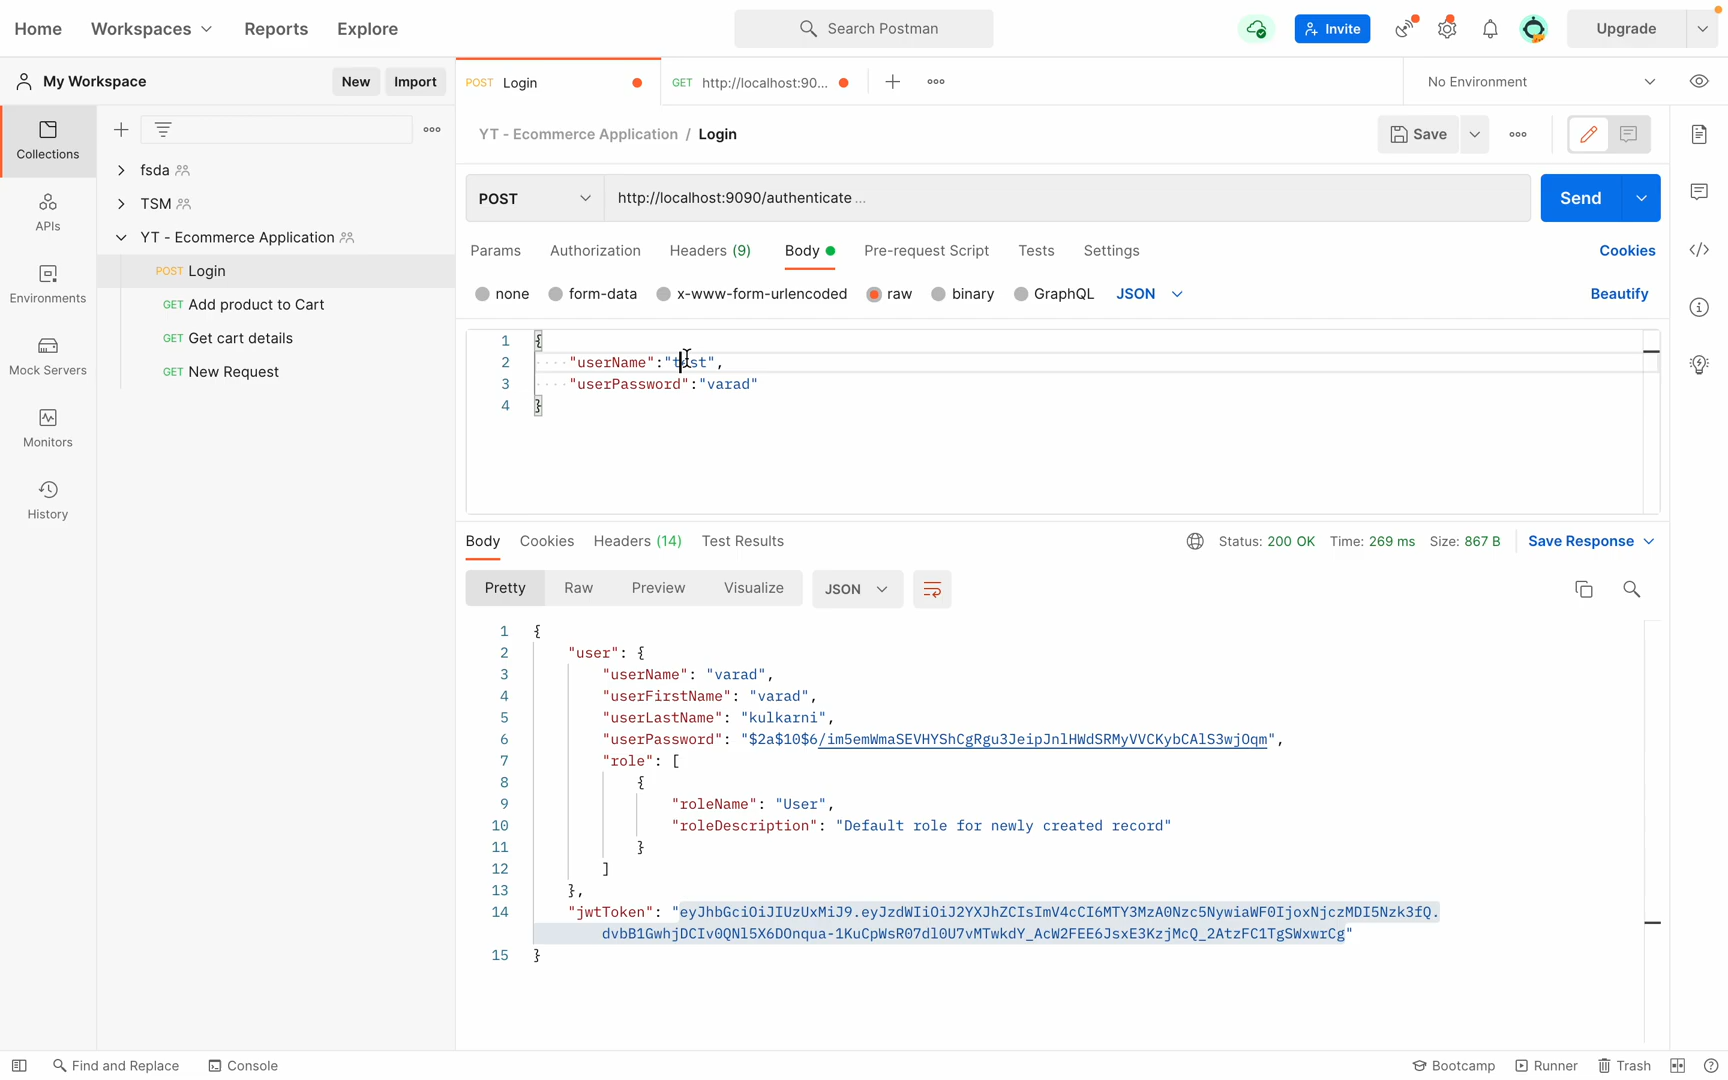 Home Workspaces Reports Explore Search Postman Invite Upgrade
My Workspace New Import POST Login GET http://localhost:90... No Environment
YT - Ecommerce Application / Login Save
Collections
fsda
TSM
YT - Ecommerce Application
POST Login
GET Add product to Cart
GET Get cart details
GET New Request
APIs
Environments
Mock Servers
Monitors
History
POST http://localhost:9090/authenticate ... Send
Params Authorization Headers (9) Body Pre-request Script Tests Settings Cookies
none form-data x-www-form-urlencoded raw binary GraphQL JSON Beautify
1 {
2 "userName":"test",
3 "userPassword":"varad"
4 }
Body Cookies Headers (14) Test Results Status: 200 OK Time: 269 ms Size: 867 B Save Response
Pretty Raw Preview Visualize JSON
1 {
2 "user": {
3 "userName": "varad",
4 "userFirstName": "varad",
5 "userLastName": "kulkarni",
6 "userPassword": "$2a$10$6/im5emWmaSEVHYShCgRgu3JeipJnlHWdSRMyVVCKybCAlS3wjOqm",
7 "role": [
8 {
9 "roleName": "User",
10 "roleDescription": "Default role for newly created record"
11 }
12 ]
13 },
14 "jwtToken": "eyJhbGciOiJIUzUxMiJ9.eyJzdWIiOiJ2YXJhZCIsImV4cCI6MTY3MzA0Nzc5NywiaWF0IjoxNjczMDI5Nzk3fQ.
dvbB1GwhjDCIv0QNl5X6DOnqua-1KuCpWsR07dl0U7vMTwkdY_AcW2FEE6JsxE3KzjMcQ_2AtzFC1TgSWxwrCg"
15 }
Find and Replace Console Bootcamp Runner Trash